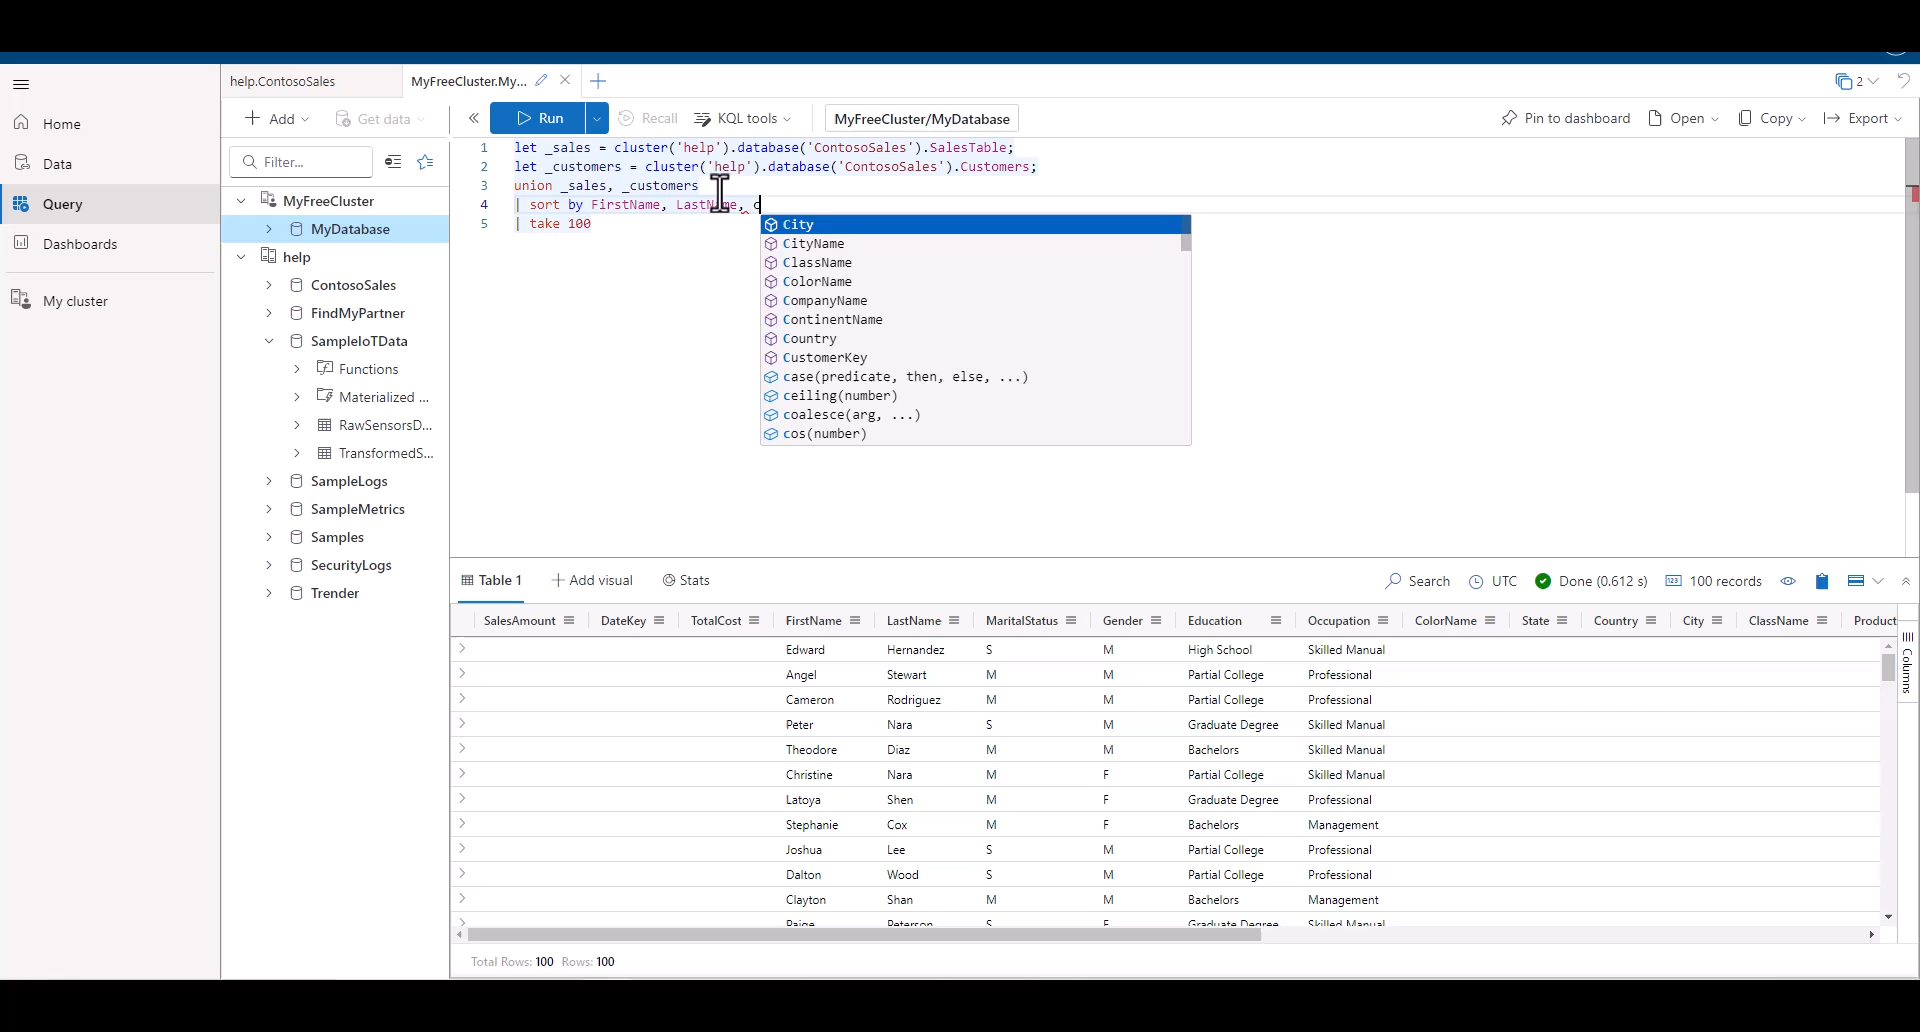 help.ContosoSales
MyFreeCluster.My...
2
Add
Get data
Run
Recall
KQL tools
MyFreeCluster/MyDatabase
Pin to dashboard
Open
Copy
Export
Home
Data
Query
Dashboards
My cluster
Filter...
MyFreeCluster
MyDatabase
help
ContosoSales
FindMyPartner
SampleIoTData
Functions
Materialized ...
RawSensorsD...
TransformedS...
SampleLogs
SampleMetrics
Samples
SecurityLogs
Trender
1 let _sales = cluster('help').database('ContosoSales').SalesTable;
2 let _customers = cluster('help').database('ContosoSales').Customers;
3 union _sales, _customers
4 | sort by FirstName, LastName, c
5 | take 100
City
CityName
ClassName
ColorName
CompanyName
ContinentName
Country
CustomerKey
case(predicate, then, else, ...)
ceiling(number)
coalesce(arg, ...)
cos(number)
Table 1
Add visual
Stats
Search
UTC
Done (0.612 s)
100 records
SalesAmount DateKey TotalCost FirstName LastName MaritalStatus Gender Education Occupation ColorName State Country City ClassName Product
Edward Hernandez S M High School Skilled Manual
Angel Stewart M M Partial College Professional
Cameron Rodriguez M M Partial College Professional
Peter Nara S M Graduate Degree Skilled Manual
Theodore Diaz M M Bachelors Skilled Manual
Christine Nara M F Partial College Skilled Manual
Latoya Shen M F Graduate Degree Professional
Stephanie Cox M F Bachelors Management
Joshua Lee S M Partial College Professional
Dalton Wood S M Partial College Professional
Clayton Shan M M Bachelors Management
Paige Peterson S F Graduate Degree Skilled Manual
Columns
Total Rows: 100 Rows: 100